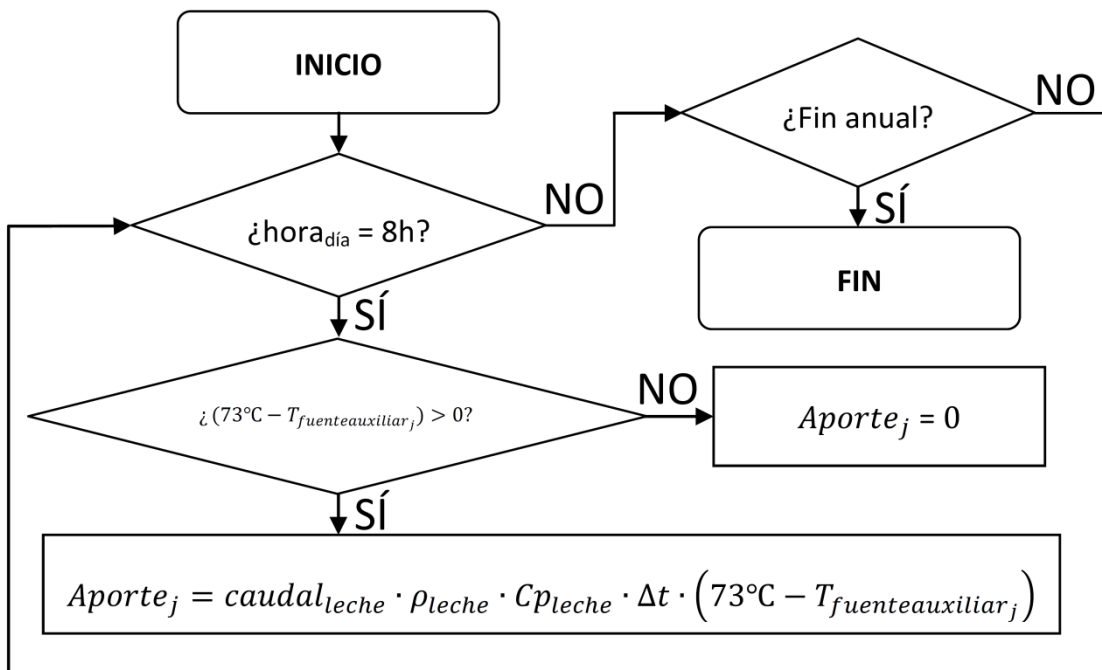 INICIO
¿Fin anual?
NO
¿hora_día = 8h?
NO
SÍ
FIN
SÍ
¿(73°C − T_fuenteauxiliar_j) > 0?
NO
Aporte_j = 0
SÍ
Aporte_j = caudal_leche · ρ_leche · Cp_leche · Δt · (73°C − T_fuenteauxiliar_j)